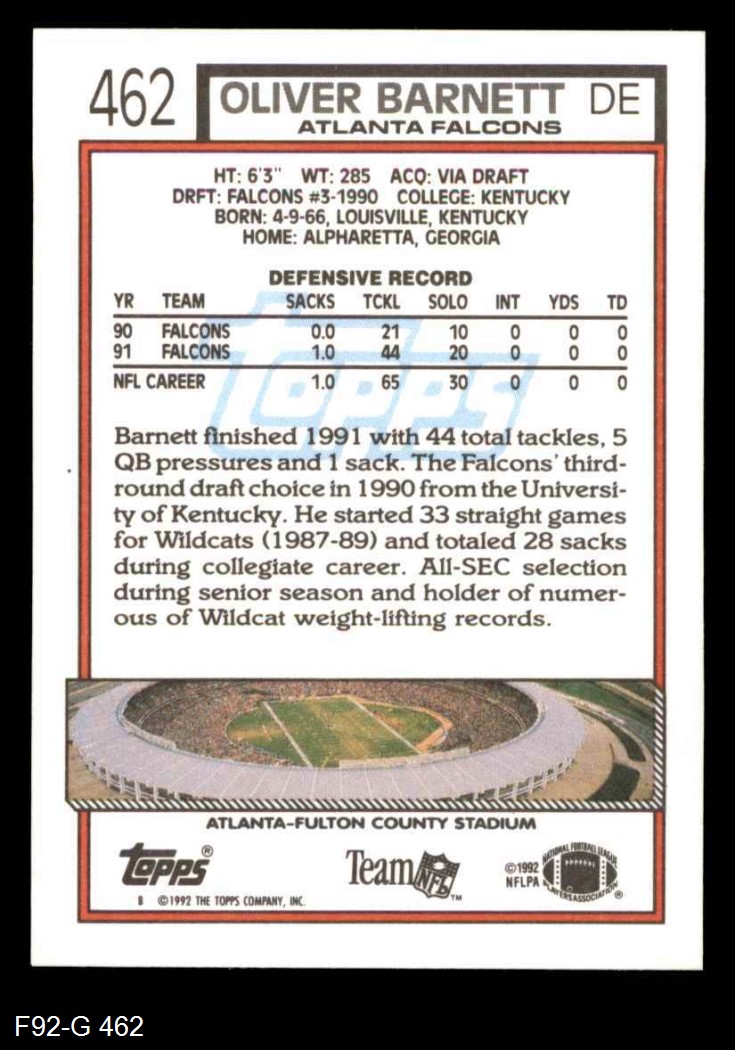 462 OLIVER BARNETT DE
ATLANTA FALCONS
HT: 6'3" WT: 285 ACQ: VIA DRAFT
DRFT: FALCONS #3-1990 COLLEGE: KENTUCKY
BORN: 4-9-66, LOUISVILLE, KENTUCKY
HOME: ALPHARETTA, GEORGIA
DEFENSIVE RECORD
YR TEAM SACKS TCKL SOLO INT YDS TD
90 FALCONS 0.0 21 10 0 0 0
91 FALCONS 1.0 44 20 0 0 0
NFL CAREER 1.0 65 30 0 0 0
topps
Barnett finished 1991 with 44 total tackles, 5
QB pressures and 1 sack. The Falcons' third-
round draft choice in 1990 from the Universi-
ty of Kentucky. He started 33 straight games
for Wildcats (1987-89) and totaled 28 sacks
during collegiate career. All-SEC selection
during senior season and holder of numer-
ous of Wildcat weight-lifting records.
ATLANTA-FULTON COUNTY STADIUM
topps® Team NFL™ ©1992
NFLPA
NATIONAL FOOTBALL LEAGUE
PLAYERS ASSOCIATION®
B ©1992 THE TOPPS COMPANY, INC.
F92-G 462